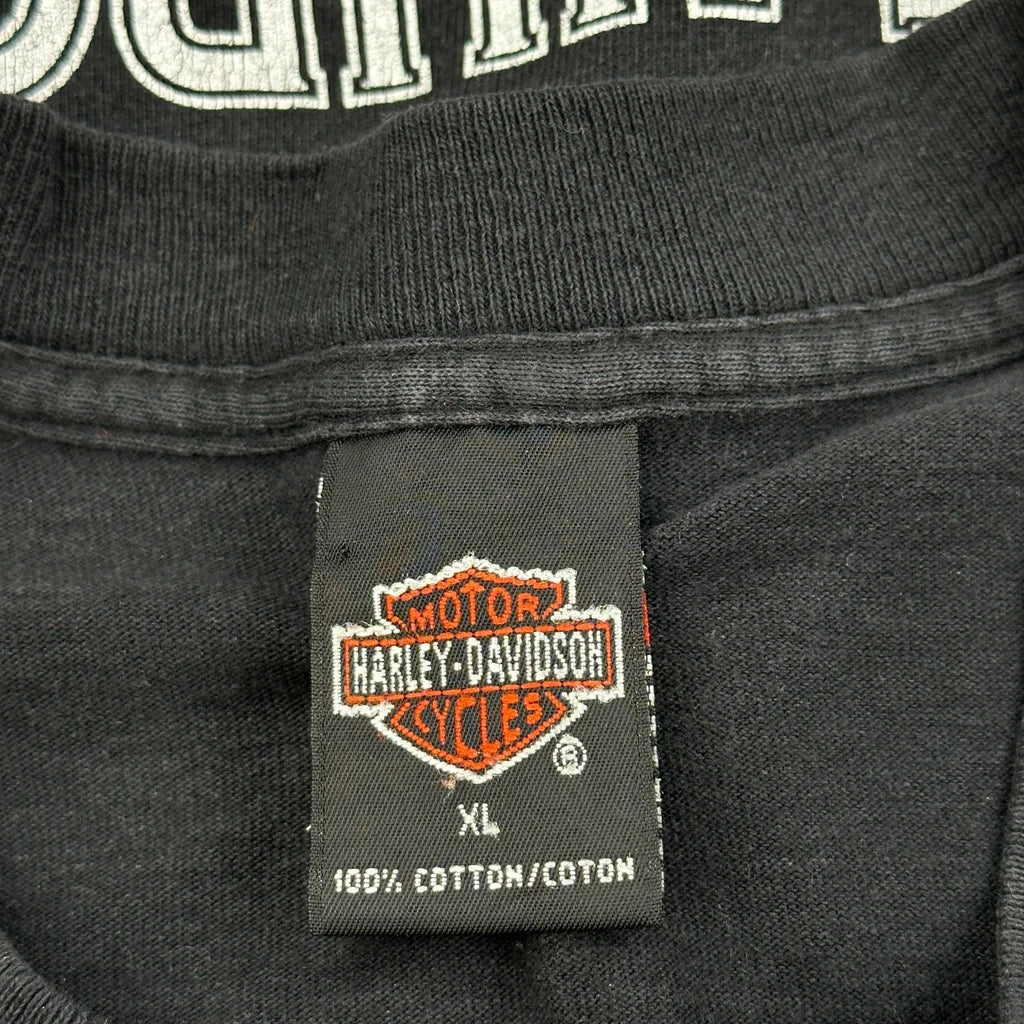 MOTOR
HARLEY-DAVIDSON
CYCLES
®
XL
100% COTTON/COTON